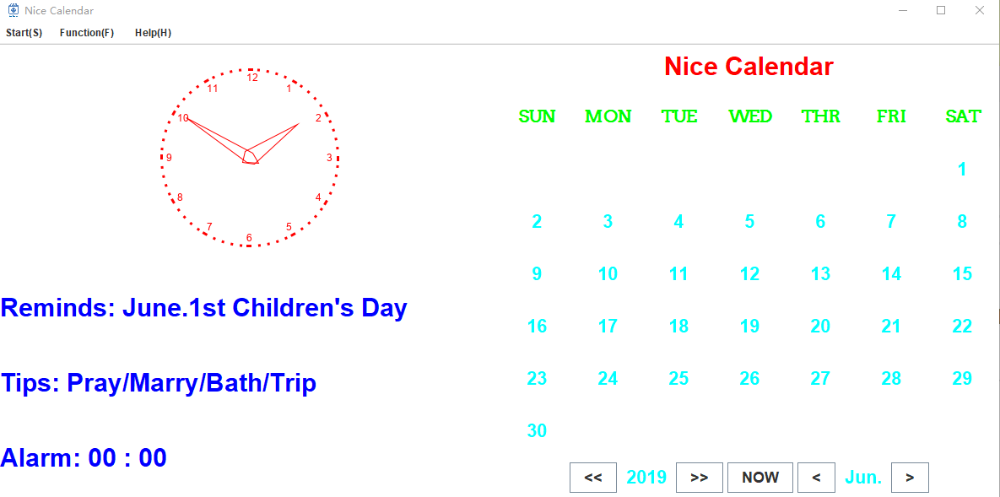 Nice Calendar
Start(S) Function(F) Help(H)
12
11 1
10 2
9 3
8 4
7 5
6
Reminds: June.1st Children's Day
Tips: Pray/Marry/Bath/Trip
Alarm: 00 : 00
Nice Calendar
SUN MON TUE WED THR FRI SAT
1
2 3 4 5 6 7 8
9 10 11 12 13 14 15
16 17 18 19 20 21 22
23 24 25 26 27 28 29
30
<< 2019 >> NOW < Jun. >